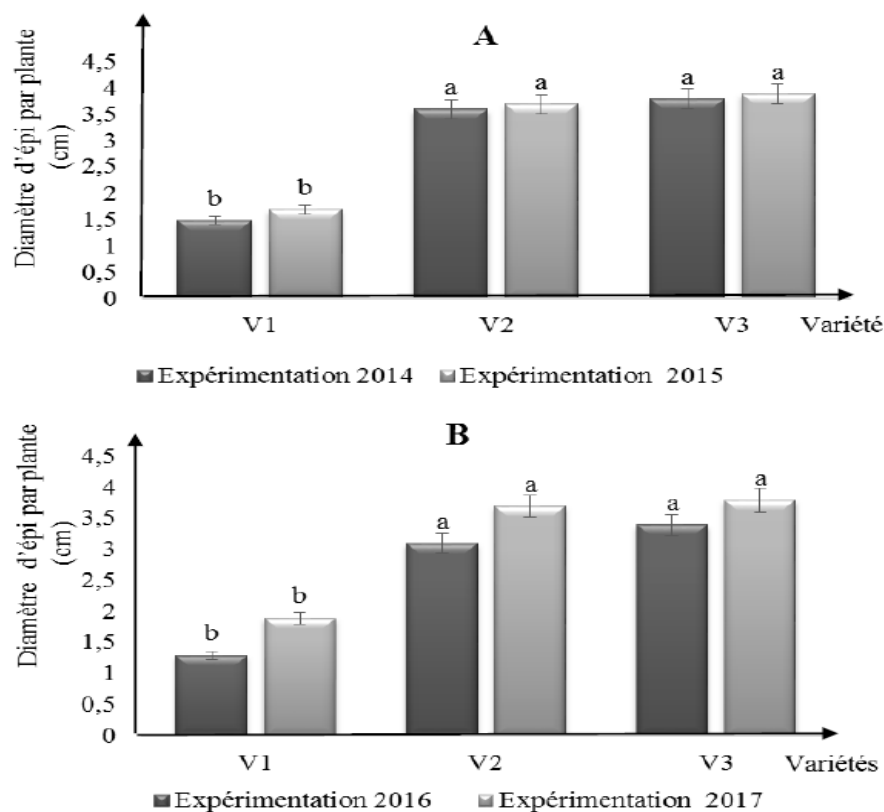 A
Diamètre d'épi par plante
(cm)
4,5
4
3,5
3
2,5
2
1,5
1
0,5
0
b
b
a
a
a
a
V1
V2
V3
Variété
Expérimentation 2014
Expérimentation 2015
B
Diamètre d'épi par plante
(cm)
4,5
4
3,5
3
2,5
2
1,5
1
0,5
0
b
b
a
a
a
a
V1
V2
V3
Variétés
Expérimentation 2016
Expérimentation 2017